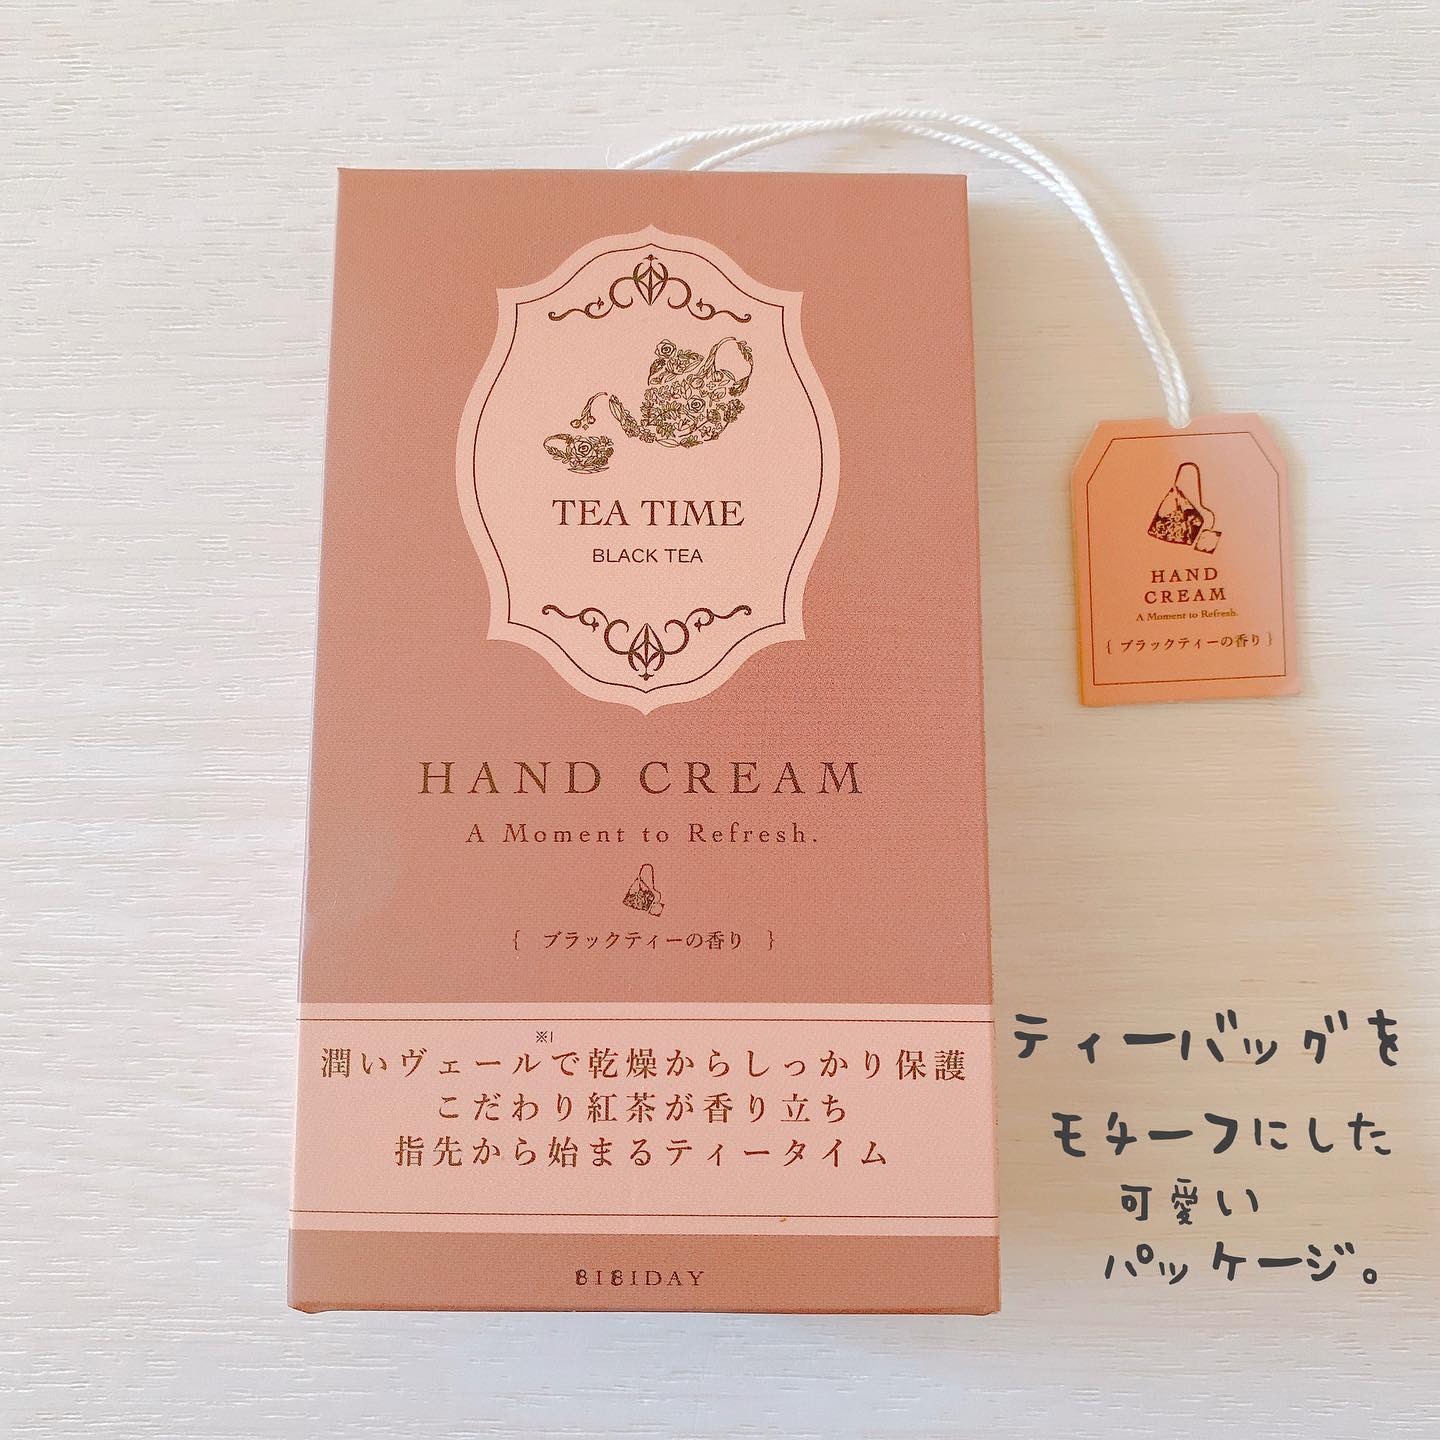 TEA TIME
BLACK TEA
HAND CREAM
A Moment to Refresh.
{ ブラックティーの香り }
※1
潤いヴェールで乾燥からしっかり保護
こだわり紅茶が香り立ち
指先から始まるティータイム
BIBIDAY
HAND
CREAM
A Moment to Refresh.
{ ブラックティーの香り }
ティーバッグを
モチーフにした
可愛い
パッケージ。